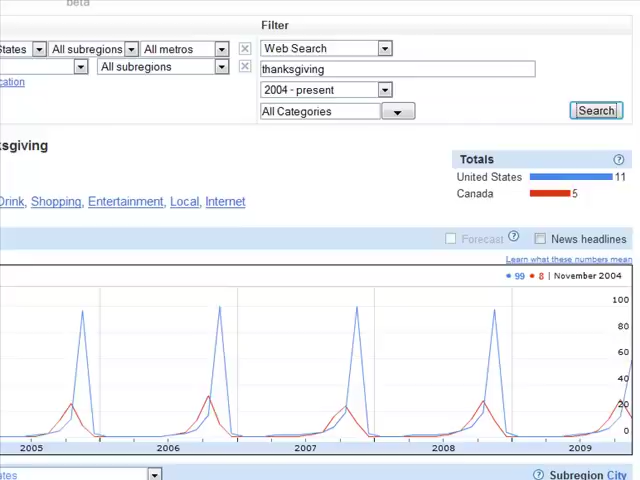 beta
Filter
States All subregions All metros Web Search
All subregions thanksgiving
cation 2004 - present
All Categories Search
ksgiving
Totals
United States 11
Canada 5
Drink, Shopping, Entertainment, Local, Internet
Forecast News headlines
Learn what these numbers mean
99 8 | November 2004
100
80
60
40
20
0
2005 2006 2007 2008 2009
ates Subregion City